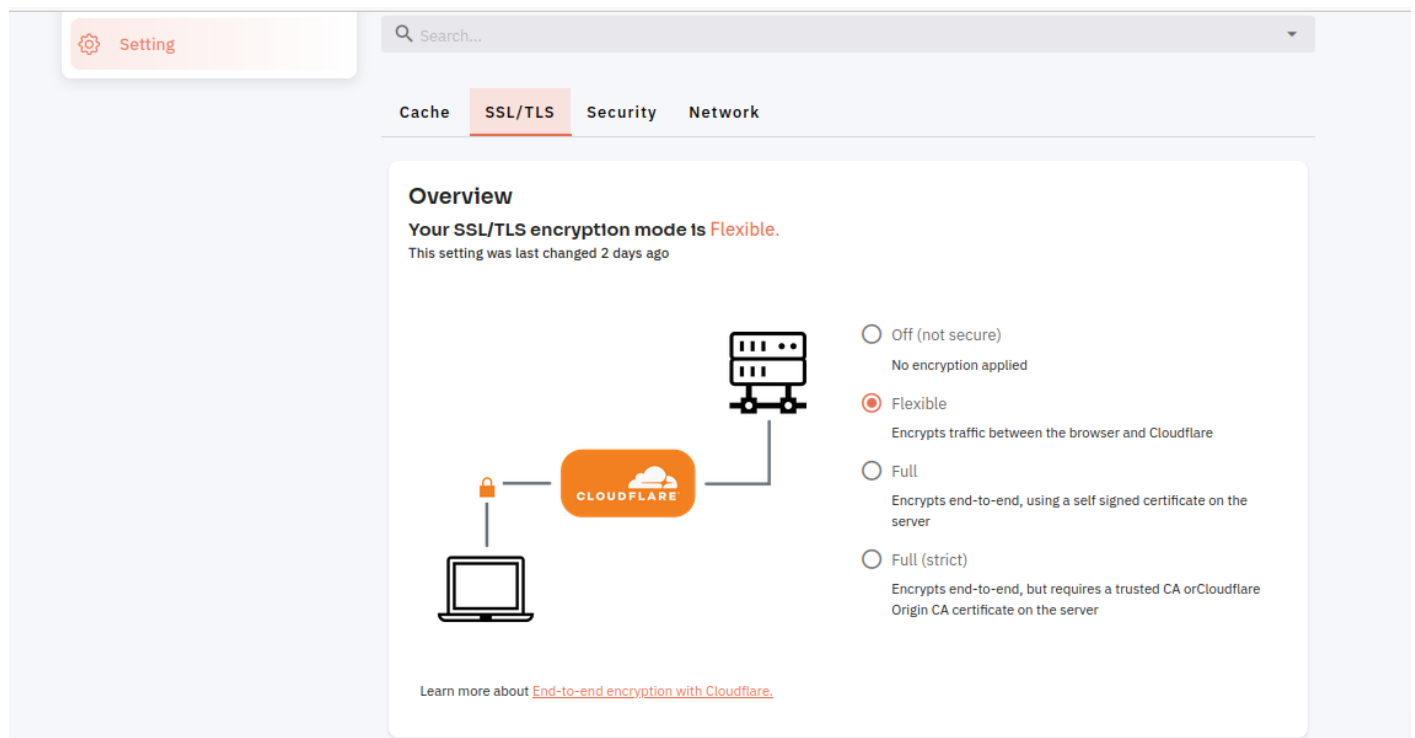 Setting
Search...
Cache SSL/TLS Security Network
Overview
Your SSL/TLS encryption mode is Flexible.
This setting was last changed 2 days ago
Off (not secure)
No encryption applied
Flexible
Encrypts traffic between the browser and Cloudflare
Full
Encrypts end-to-end, using a self signed certificate on the
server
Full (strict)
Encrypts end-to-end, but requires a trusted CA orCloudflare
Origin CA certificate on the server
CLOUDFLARE
Learn more about End-to-end encryption with Cloudflare.